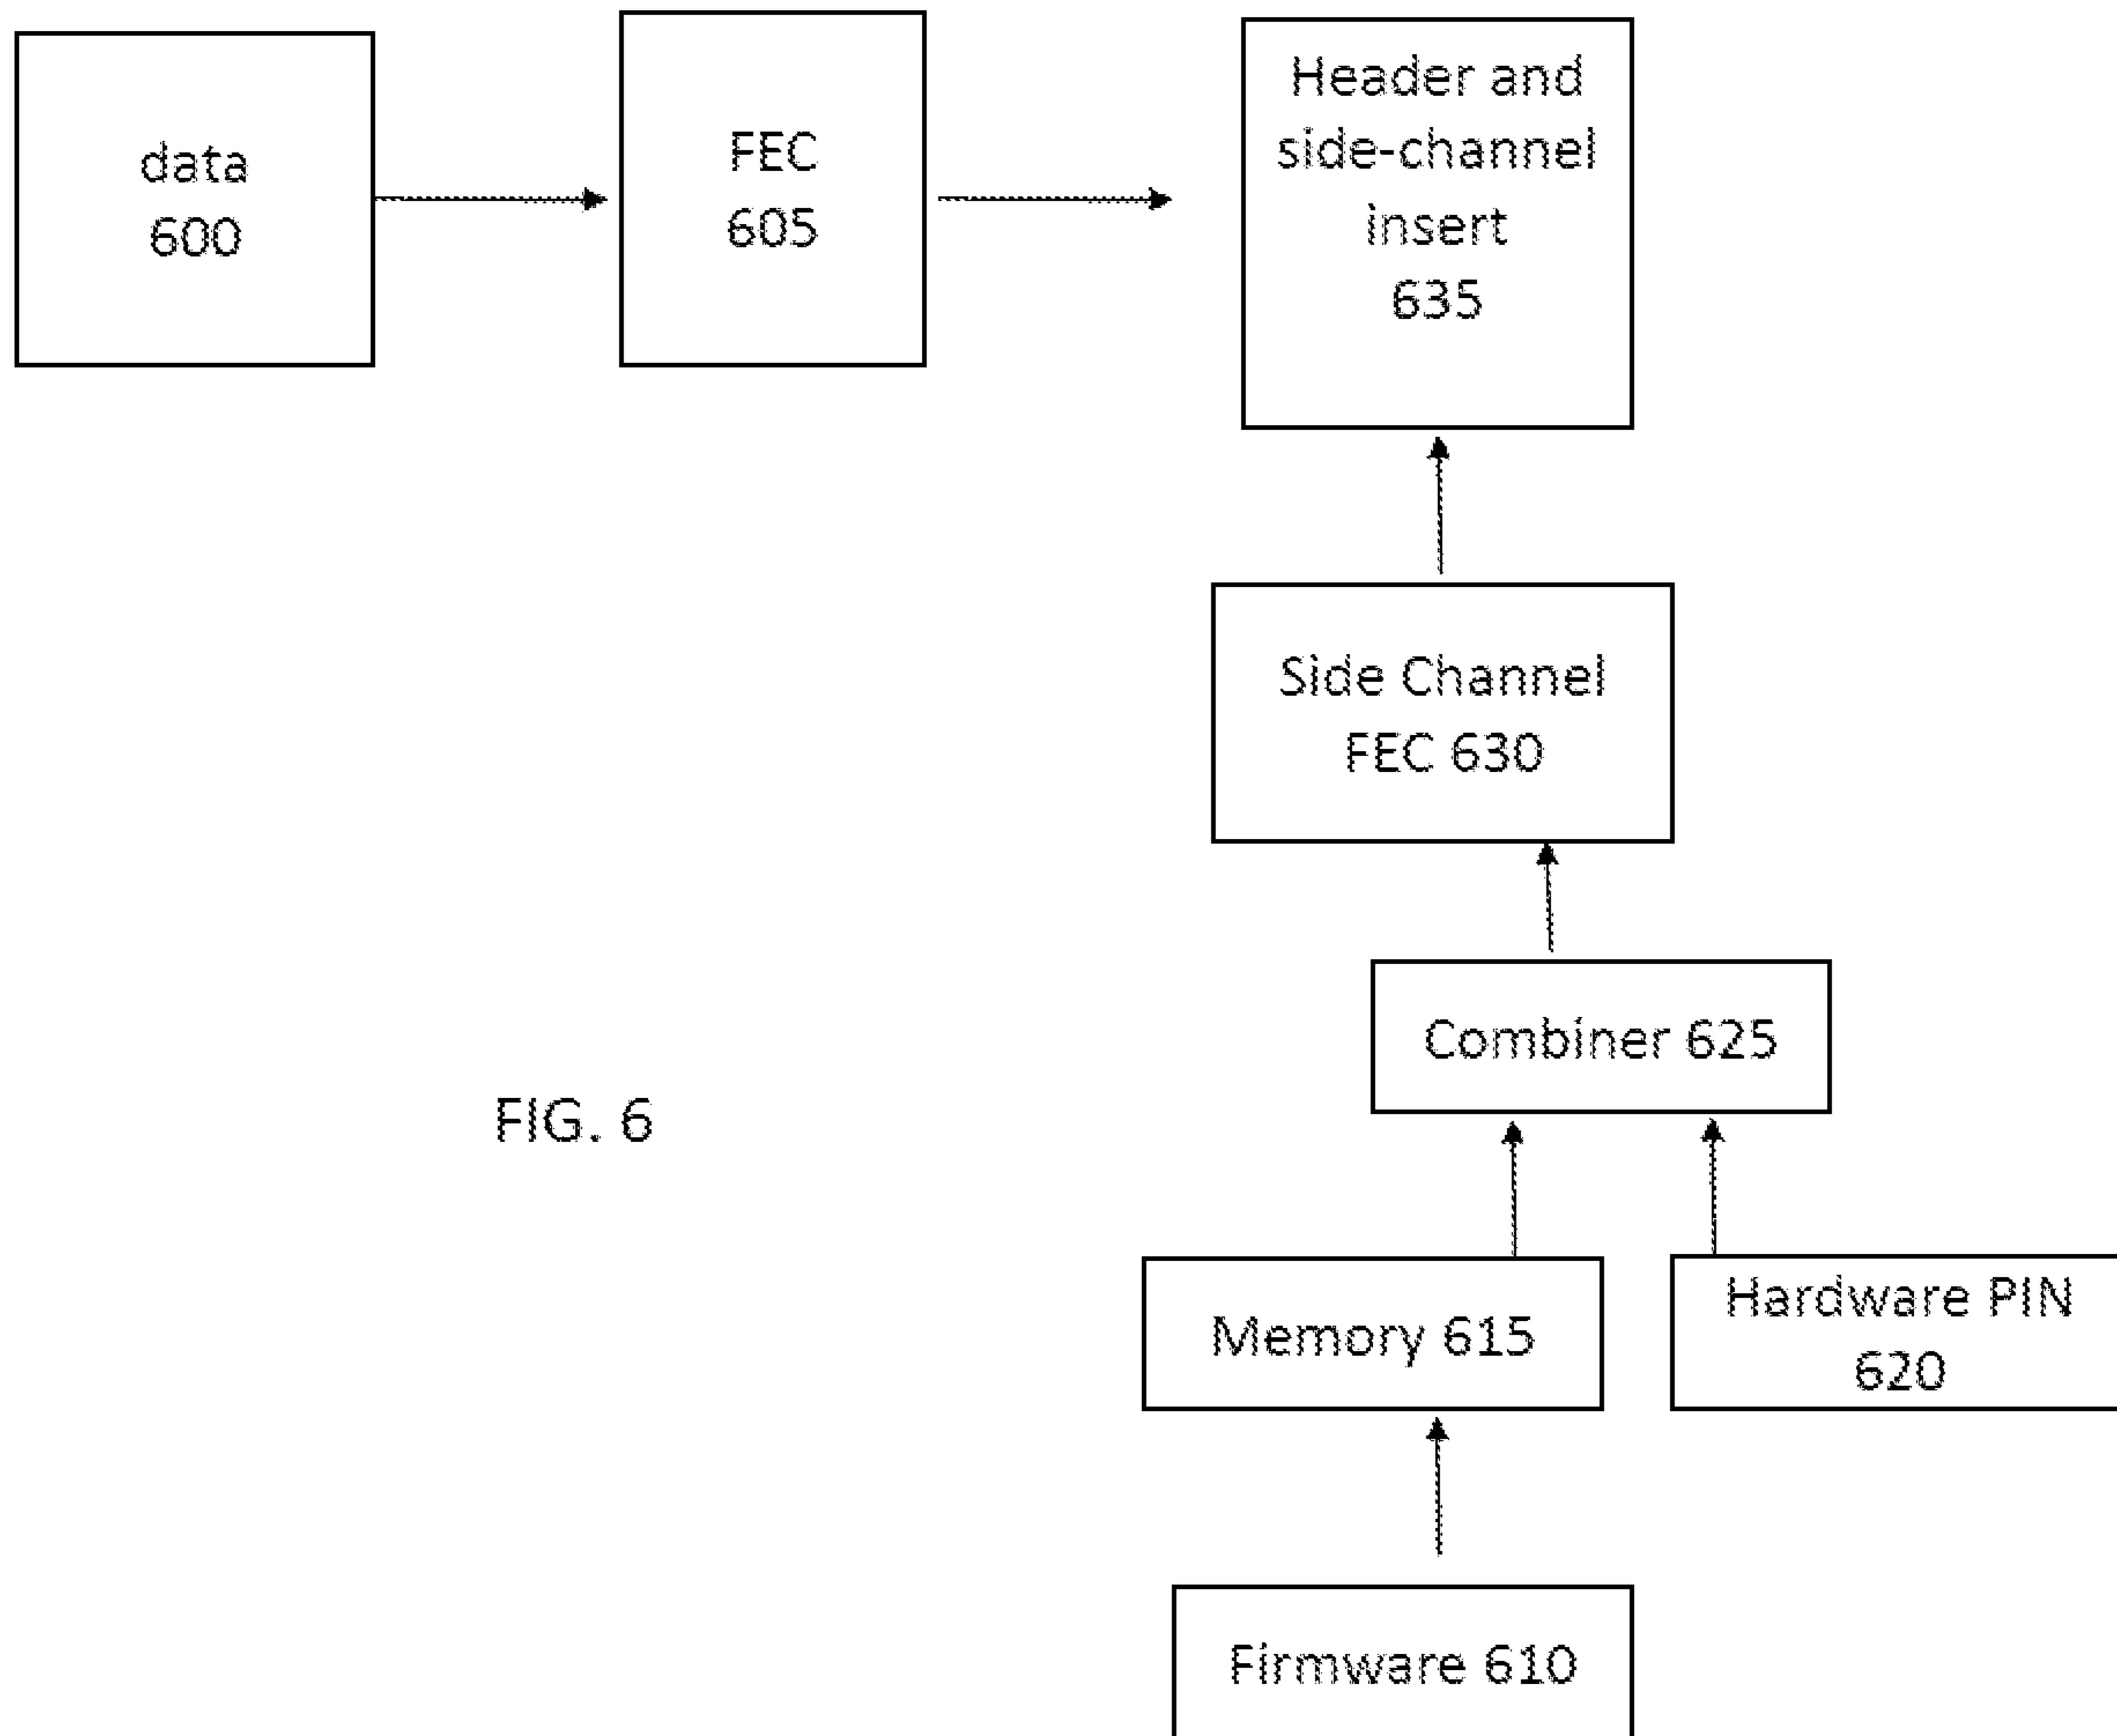 data
600
FEC
605
Header and
side-channel
insert
635
Side Channel
FEC 630
Combiner 625
FIG. 6
Memory 615
Hardware PIN
620
Firmware 610